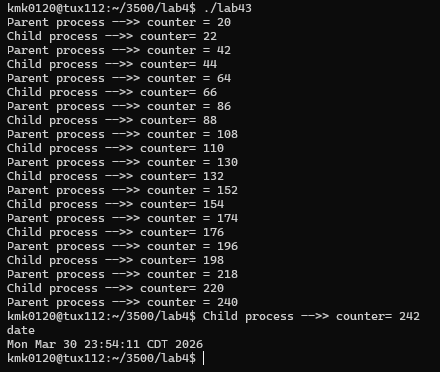 kmk0120@tux112:~/3500/lab4$ ./lab43
Parent process -->> counter = 20
Child process -->> counter= 22
Parent process -->> counter = 42
Child process -->> counter= 44
Parent process -->> counter = 64
Child process -->> counter= 66
Parent process -->> counter = 86
Child process -->> counter= 88
Parent process -->> counter = 108
Child process -->> counter= 110
Parent process -->> counter = 130
Child process -->> counter= 132
Parent process -->> counter = 152
Child process -->> counter= 154
Parent process -->> counter = 174
Child process -->> counter= 176
Parent process -->> counter = 196
Child process -->> counter= 198
Parent process -->> counter = 218
Child process -->> counter= 220
Parent process -->> counter = 240
kmk0120@tux112:~/3500/lab4$ Child process -->> counter= 242
date
Mon Mar 30 23:54:11 CDT 2026
kmk0120@tux112:~/3500/lab4$